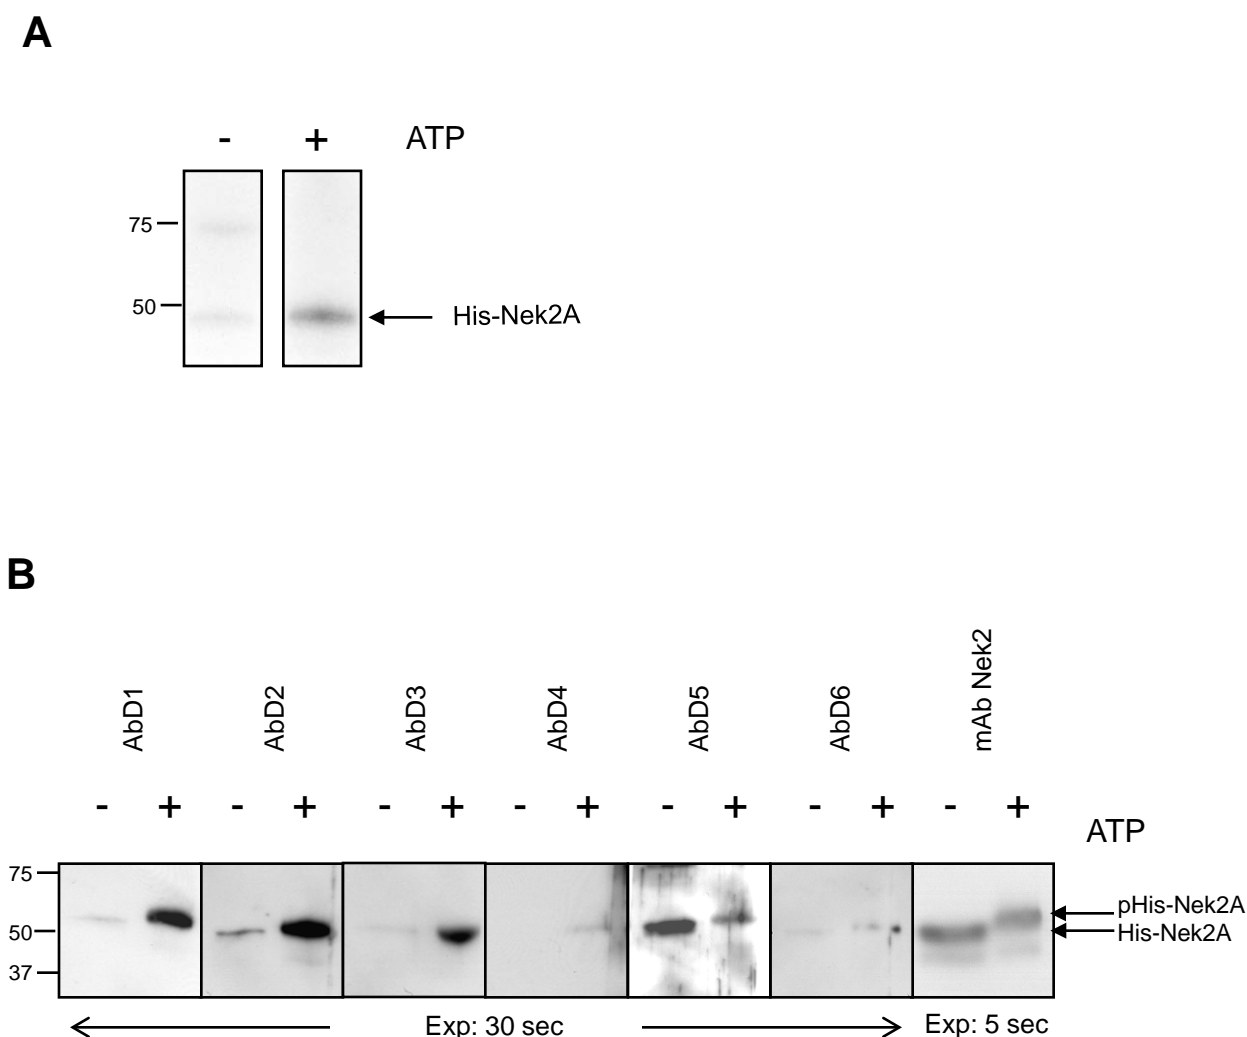 A
- + ATP
75
50
His-Nek2A
B
AbD1 AbD2 AbD3 AbD4 AbD5 AbD6 mAb Nek2
- + - + - + - + - + - + - +
ATP
75
50
37
pHis-Nek2A
His-Nek2A
Exp: 30 sec Exp: 5 sec